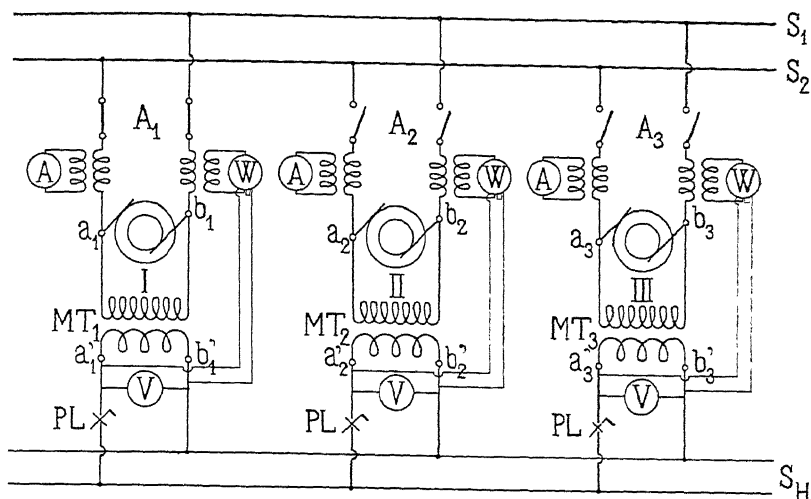 S₁
S₂
A₁ A₂ A₃
A W A W A W
a₁ b₁ a₂ b₂ a₃ b₃
I II III
MT₁ MT₂ MT₃
a'₁ b'₁ a'₂ b'₂ a'₃ b'₃
V V V
PL PL PL
S_H